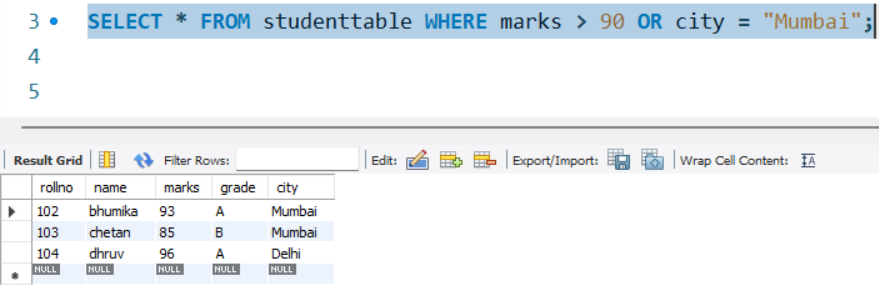 3 SELECT * FROM studenttable WHERE marks > 90 OR city = "Mumbai";
4
5
Result Grid Filter Rows: Edit: Export/Import: Wrap Cell Content: IA
rollno name marks grade city
102 bhumika 93 A Mumbai
103 chetan 85 B Mumbai
104 dhruv 96 A Delhi
NULL NULL NULL NULL NULL